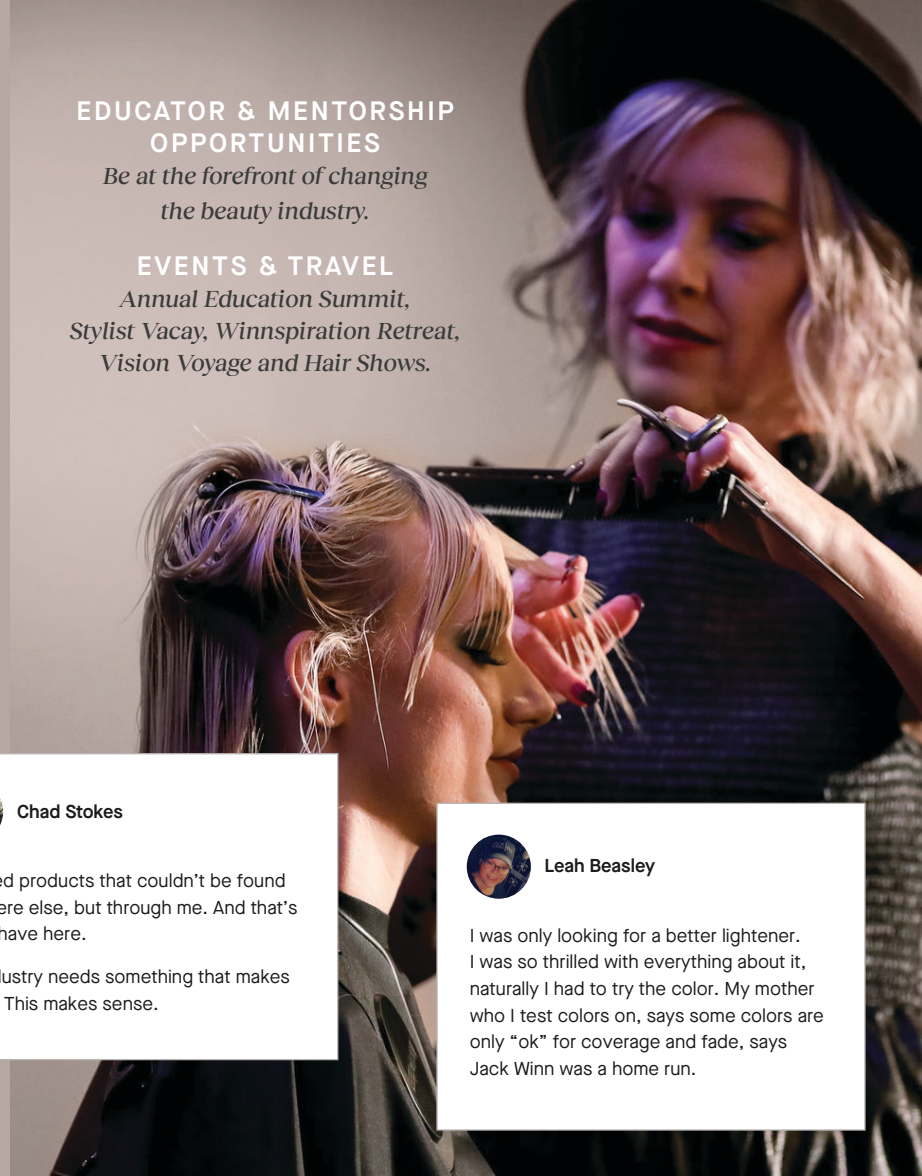 EDUCATOR & MENTORSHIP
OPPORTUNITIES
Be at the forefront of changing
the beauty industry.
EVENTS & TRAVEL
Annual Education Summit,
Stylist Vacay, Winnspiration Retreat,
Vision Voyage and Hair Shows.
Chad Stokes
products that couldn’t be found
else, but through me. And that’s
have here.
needs something that makes
This makes sense.
Leah Beasley
I was only looking for a better lightener.
I was so thrilled with everything about it,
naturally I had to try the color. My mother
who I test colors on, says some colors are
only “ok” for coverage and fade, says
Jack Winn was a home run.